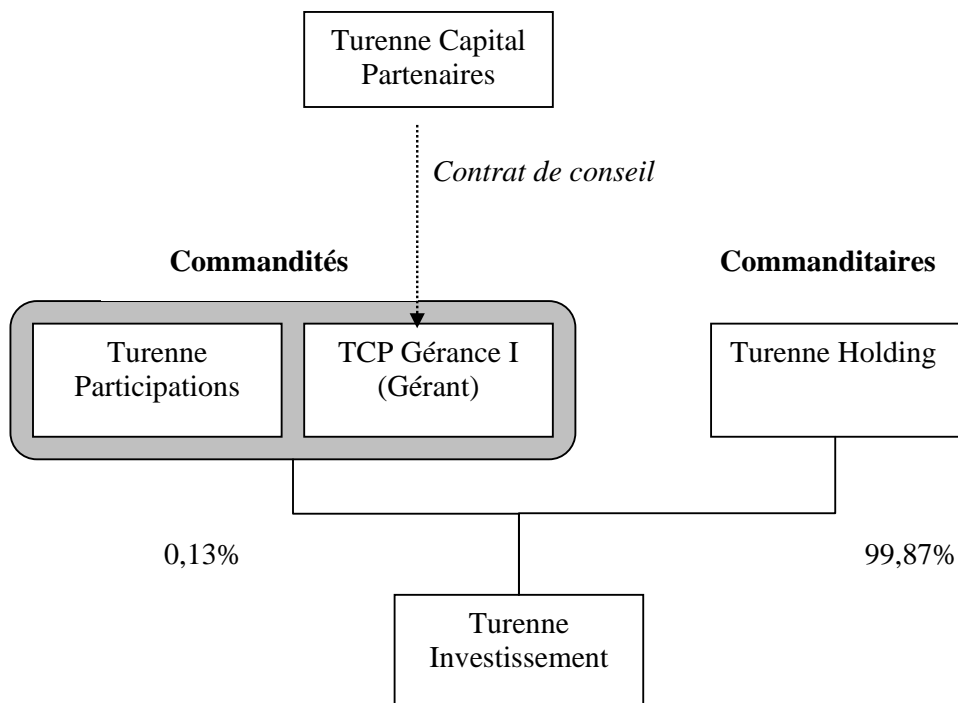 Turenne Capital
Partenaires
Contrat de conseil
Commandités
Commanditaires
Turenne
Participations
TCP Gérance I
(Gérant)
Turenne Holding
0,13%
99,87%
Turenne
Investissement